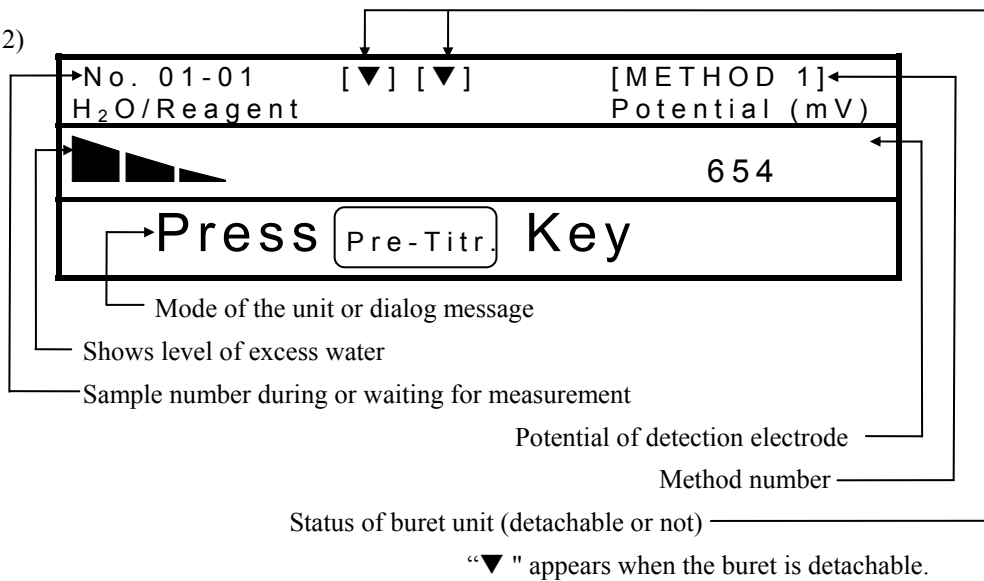 2)
No. 01-01 [▼] [▼] [METHOD 1]
H₂O/Reagent Potential (mV)
654
Press Pre-Titr. Key
Mode of the unit or dialog message
Shows level of excess water
Sample number during or waiting for measurement
Potential of detection electrode
Method number
Status of buret unit (detachable or not)
“▼ " appears when the buret is detachable.